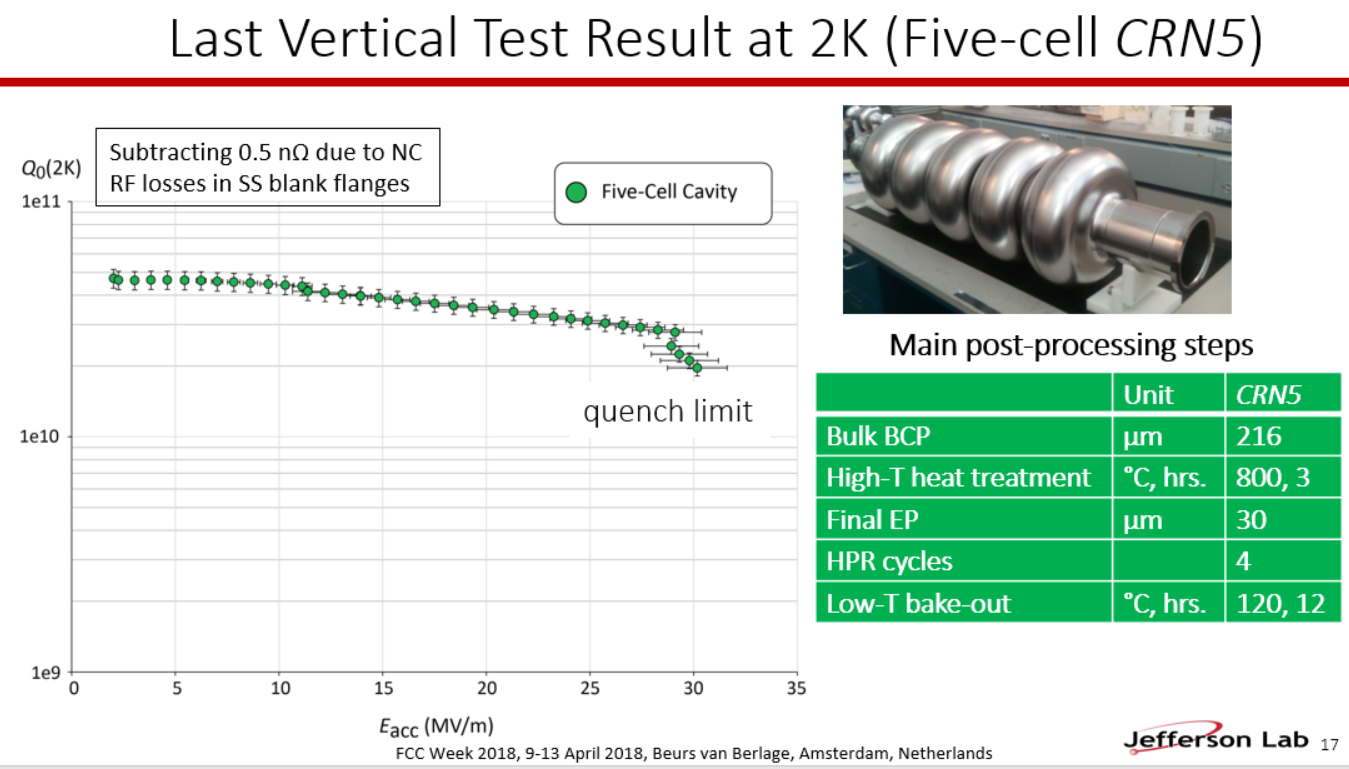 Last Vertical Test Result at 2K (Five-cell CRN5)
Subtracting 0.5 nΩ due to NC
RF losses in SS blank flanges
Q0(2K)
1e11
1e10
1e9
Five-Cell Cavity
quench limit
0 5 10 15 20 25 30 35
Eacc (MV/m)
Main post-processing steps
Unit CRN5
Bulk BCP µm 216
High-T heat treatment °C, hrs. 800, 3
Final EP µm 30
HPR cycles 4
Low-T bake-out °C, hrs. 120, 12
FCC Week 2018, 9-13 April 2018, Beurs van Berlage, Amsterdam, Netherlands
Jefferson Lab 17